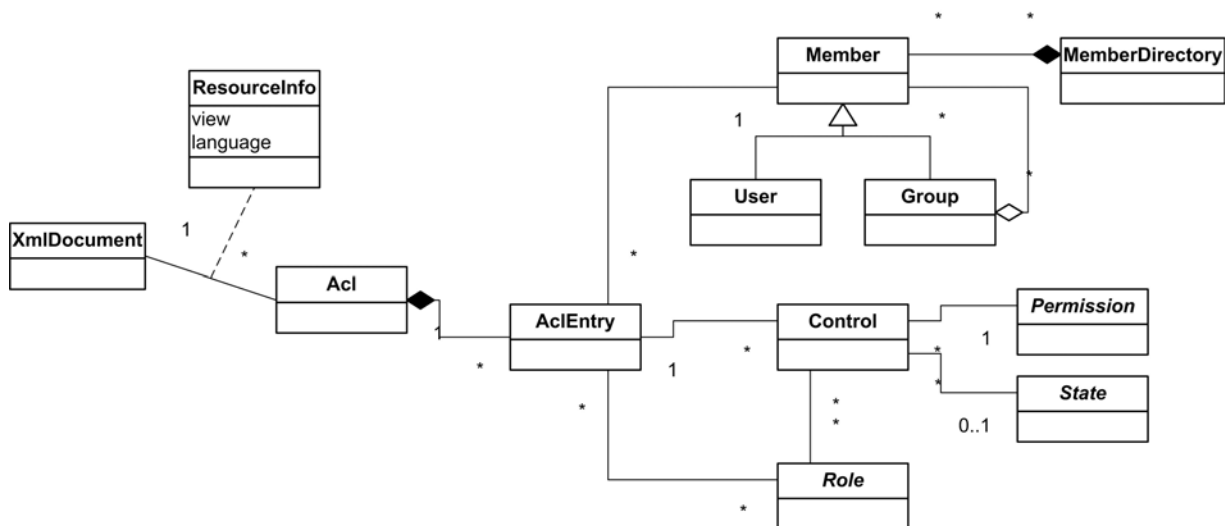 * *
Member
MemberDirectory
ResourceInfo
view
language
1
*
*
User
Group
1
*
XmlDocument
Acl
*
1
*
AclEntry
1
*
Control
*
*
Permission
1
State
0..1
*
*
*
*
Role